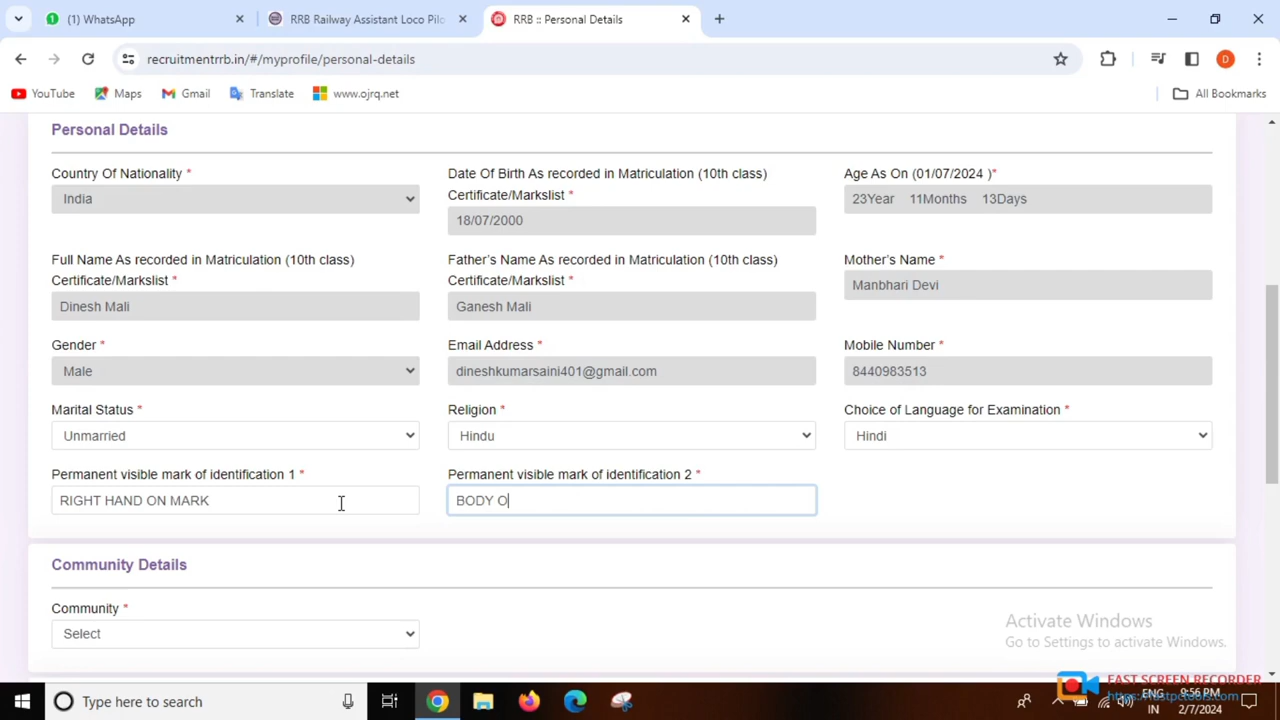 (1) WhatsApp
RRB Railway Assistant Loco Pilo
RRB :: Personal Details
recruitmentrrb.in/#/myprofile/personal-details
D
YouTube
Maps
Gmail
Translate
www.ojrq.net
All Bookmarks
Personal Details
Country Of Nationality *
India
Date Of Birth As recorded in Matriculation (10th class)
Certificate/Markslist *
18/07/2000
Age As On (01/07/2024 )*
23Year 11Months 13Days
Full Name As recorded in Matriculation (10th class)
Certificate/Markslist *
Dinesh Mali
Father's Name As recorded in Matriculation (10th class)
Certificate/Markslist *
Ganesh Mali
Mother's Name *
Manbhari Devi
Gender *
Male
Email Address *
dineshkumarsaini401@gmail.com
Mobile Number *
8440983513
Marital Status *
Unmarried
Religion *
Hindu
Choice of Language for Examination *
Hindi
Permanent visible mark of identification 1 *
RIGHT HAND ON MARK
Permanent visible mark of identification 2 *
BODY O
Community Details
Community *
Select
Activate Windows
Go to Settings to activate Windows.
FAST SCREEN RECORDER
Type here to search
ENG
IN
9:56 PM
2/7/2024